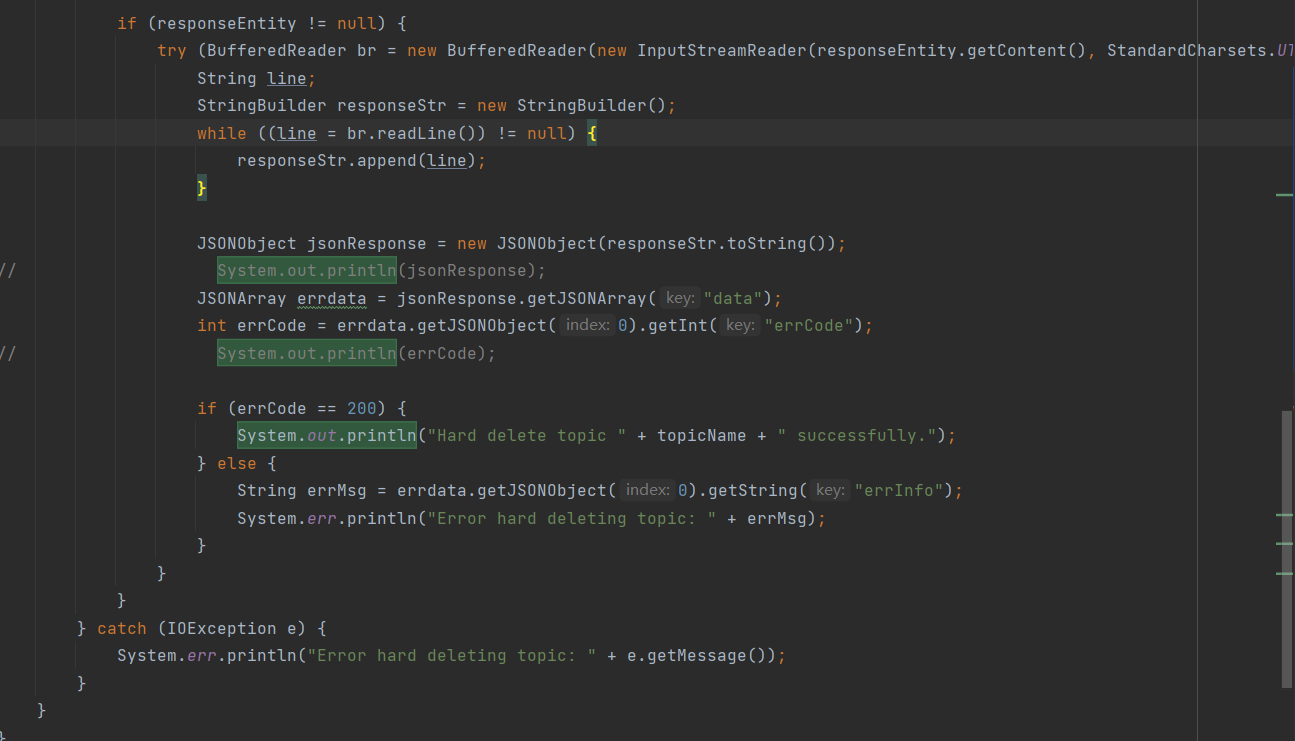 if (responseEntity != null) {
try (BufferedReader br = new BufferedReader(new InputStreamReader(responseEntity.getContent(), StandardCharsets.UT
String line;
StringBuilder responseStr = new StringBuilder();
while ((line = br.readLine()) != null) {
responseStr.append(line);
}
JSONObject jsonResponse = new JSONObject(responseStr.toString());
// System.out.println(jsonResponse);
JSONArray errdata = jsonResponse.getJSONArray( key: "data");
int errCode = errdata.getJSONObject( index: 0).getInt( key: "errCode");
// System.out.println(errCode);
if (errCode == 200) {
System.out.println("Hard delete topic " + topicName + " successfully.");
} else {
String errMsg = errdata.getJSONObject( index: 0).getString( key: "errInfo");
System.err.println("Error hard deleting topic: " + errMsg);
}
}
}
} catch (IOException e) {
System.err.println("Error hard deleting topic: " + e.getMessage());
}
}
}